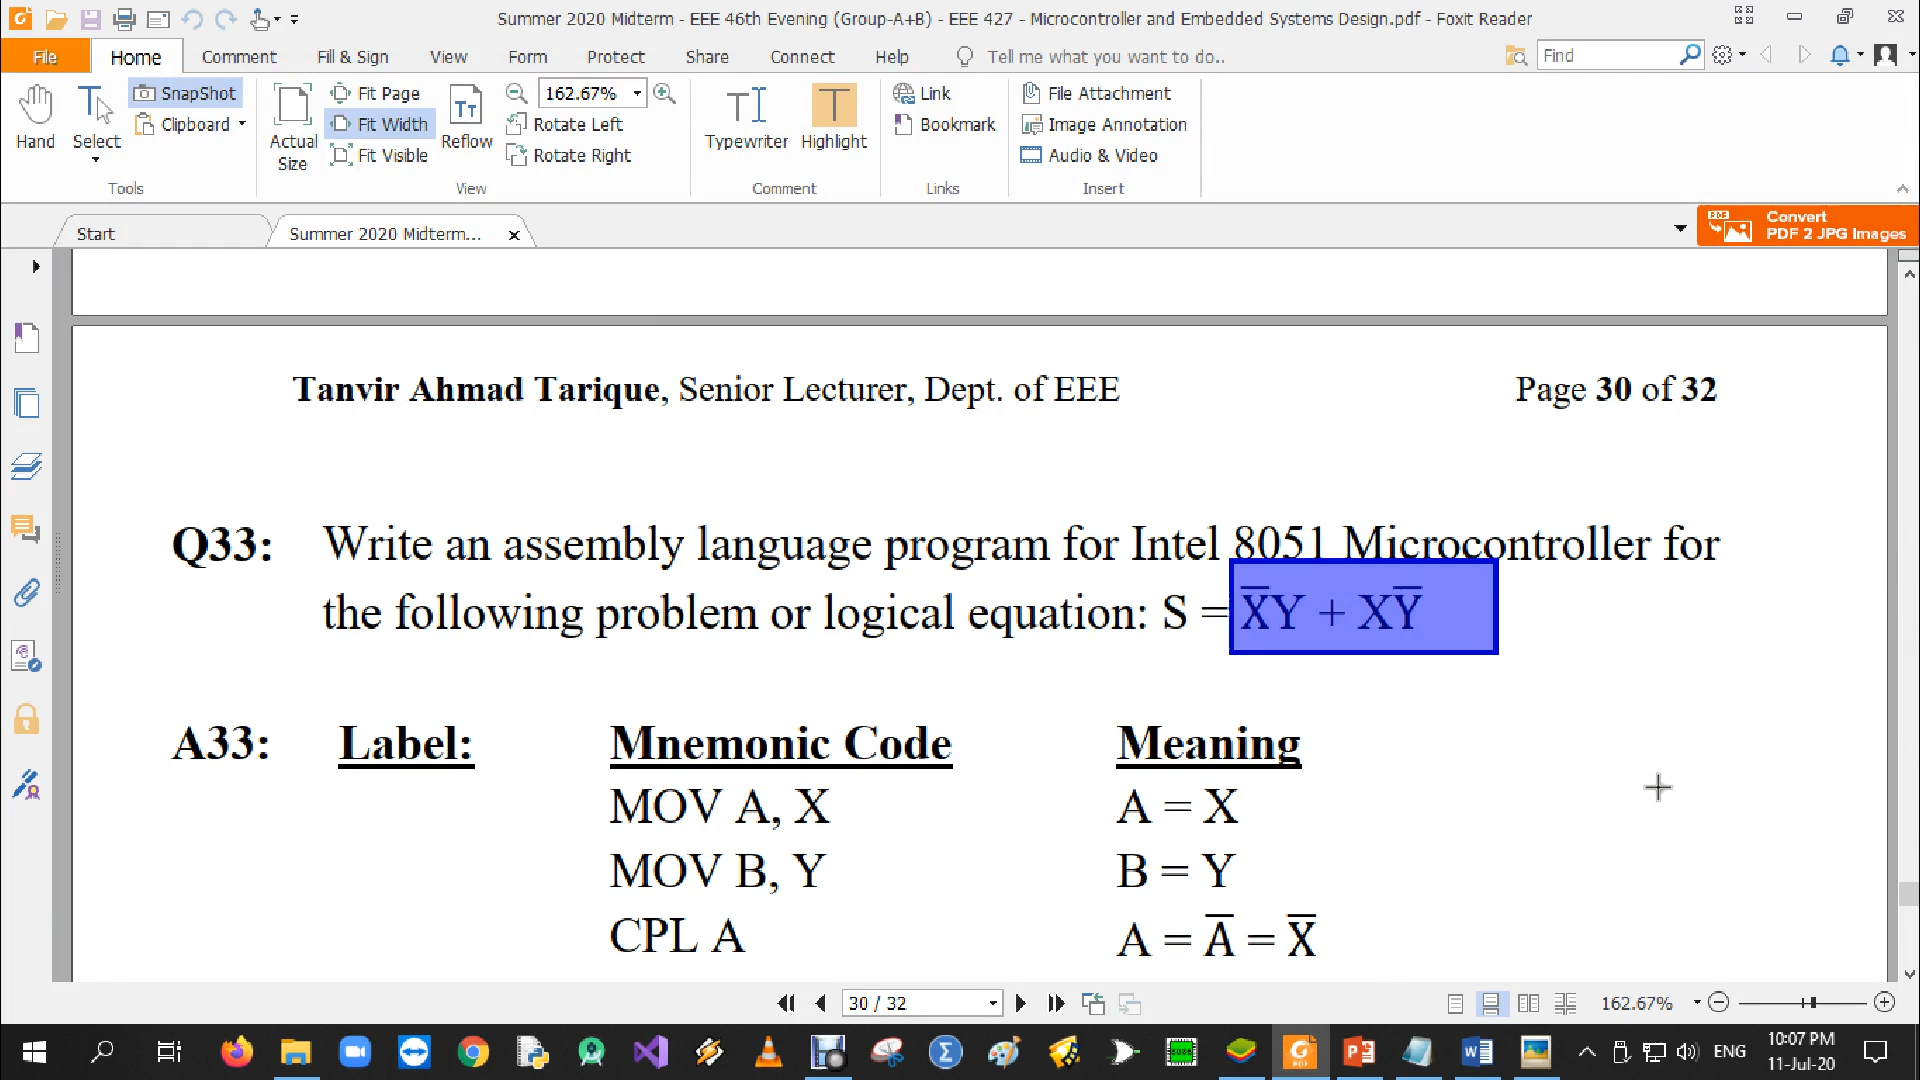 Summer 2020 Midterm - EEE 46th Evening (Group-A+B) - EEE 427 - Microcontroller and Embedded Systems Design.pdf - Foxit Reader
File Home Comment Fill & Sign View Form Protect Share Connect Help Tell me what you want to do.. Find
Hand Select SnapShot Clipboard Actual Size Fit Page Fit Width Fit Visible Reflow 162.67% Rotate Left Rotate Right Typewriter Highlight Link Bookmark File Attachment Image Annotation Audio & Video
Tools View Comment Links Insert
Start Summer 2020 Midterm... PDF Convert PDF 2 JPG Images
Tanvir Ahmad Tarique, Senior Lecturer, Dept. of EEE Page 30 of 32
Q33: Write an assembly language program for Intel 8051 Microcontroller for
the following problem or logical equation: S = X̅Y + XY̅
A33: Label: Mnemonic Code Meaning
MOV A, X A = X
MOV B, Y B = Y
CPL A A = A̅ = X̅
30 / 32 162.67%
ENG 10:07 PM
11-Jul-20